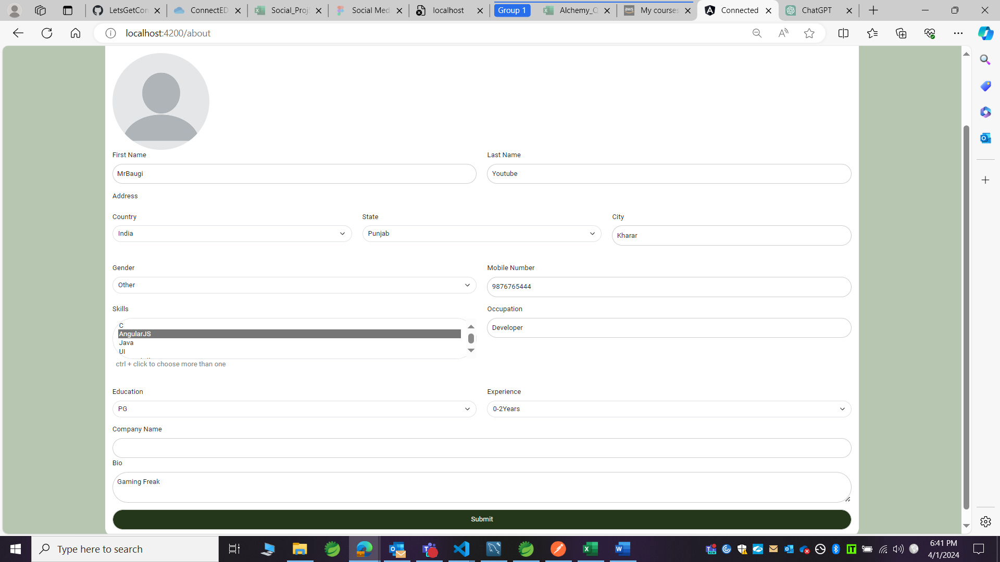 LetsGetCon
ConnectED
Social_Proj
Social Med
localhost
Group 1
Alchemy_Q
My courses
Connected
ChatGPT
localhost:4200/about
First Name
Last Name
MrBaugi
Youtube
Address
Country
State
City
India
Punjab
Kharar
Gender
Mobile Number
Other
9876765444
Skills
Occupation
C
AngularJS
Java
UI
Developer
ctrl + click to choose more than one
Education
Experience
PG
0-2Years
Company Name
Bio
Gaming Freak
Submit
Type here to search
6:41 PM
4/1/2024